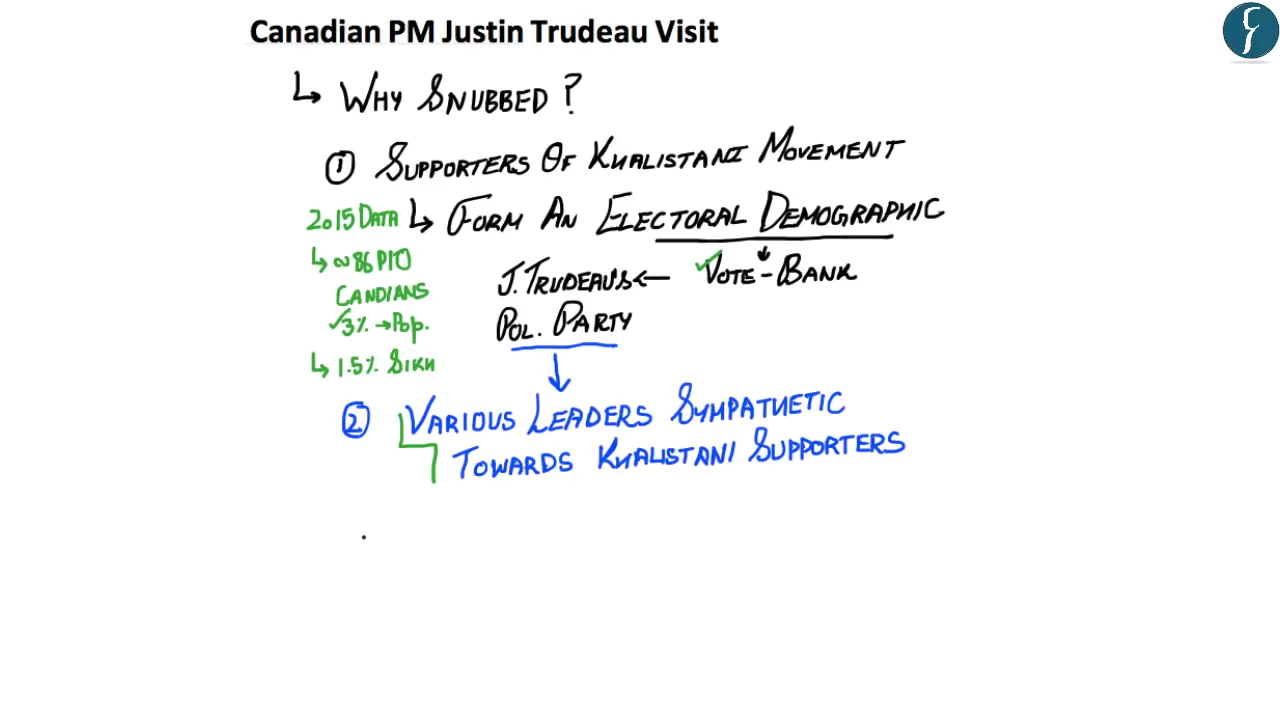 Canadian PM Justin Trudeau Visit
↳ WHY SNUBBED?
① SUPPORTERS OF KHALISTANI MOVEMENT
2015 DATA ↳ FORM AN ELECTORAL DEMOGRAPHIC
↳ ~86 PIO
CANDIANS
✓3% → POP.
↳ 1.5% SIKH
J. TRUDEAU'S ← VOTE-BANK
POL. PARTY
② VARIOUS LEADERS SYMPATHETIC
TOWARDS KHALISTANI SUPPORTERS